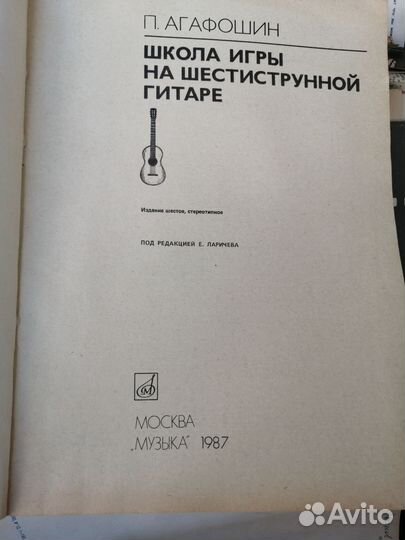 П. АГАФОШИН
ШКОЛА ИГРЫ
НА ШЕСТИСТРУННОЙ
ГИТАРЕ
Издание шестое, стереотипное
ПОД РЕДАКЦИЕЙ Е. ЛАРИЧЕВА
МОСКВА
„МУЗЫКА“ 1987
Avito